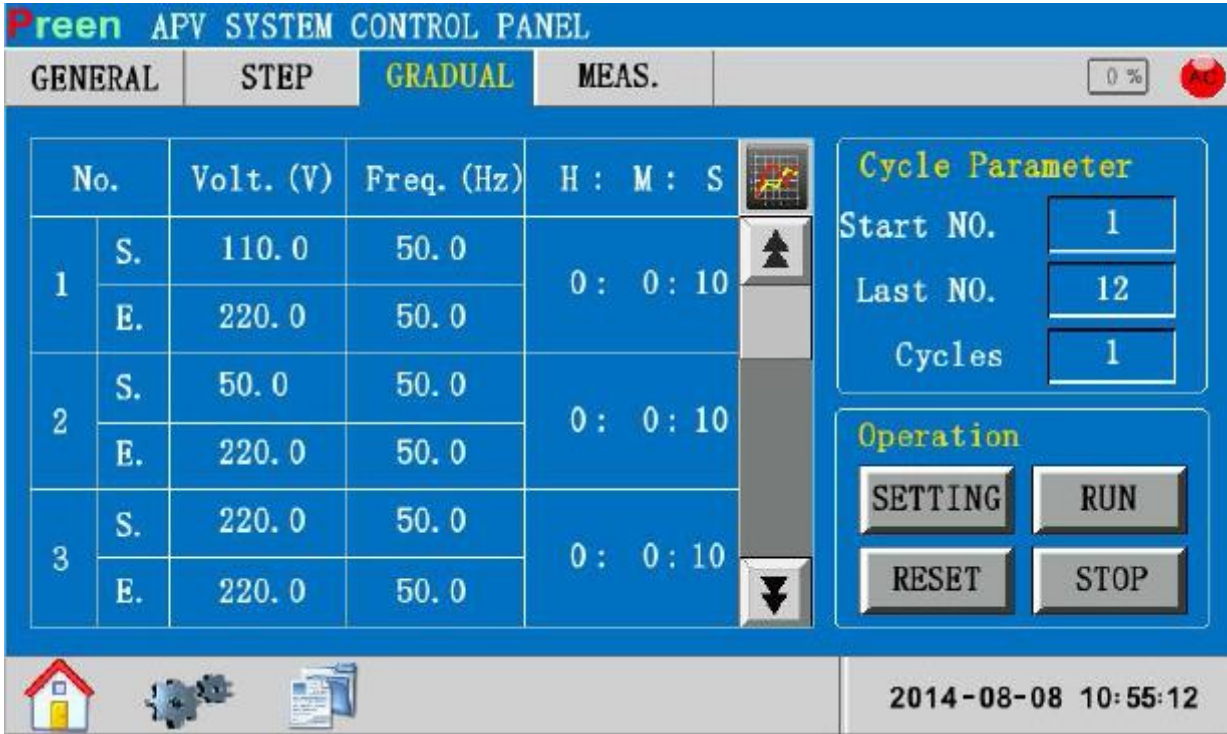 Preen APV SYSTEM CONTROL PANEL
GENERAL STEP GRADUAL MEAS. 0 % AC
No. Volt. (V) Freq. (Hz) H : M : S
1 S. 110.0 50.0 0 : 0 : 10
E. 220.0 50.0
2 S. 50.0 50.0 0 : 0 : 10
E. 220.0 50.0
3 S. 220.0 50.0 0 : 0 : 10
E. 220.0 50.0
Cycle Parameter
Start NO. 1
Last NO. 12
Cycles 1
Operation
SETTING RUN
RESET STOP
2014-08-08 10:55:12